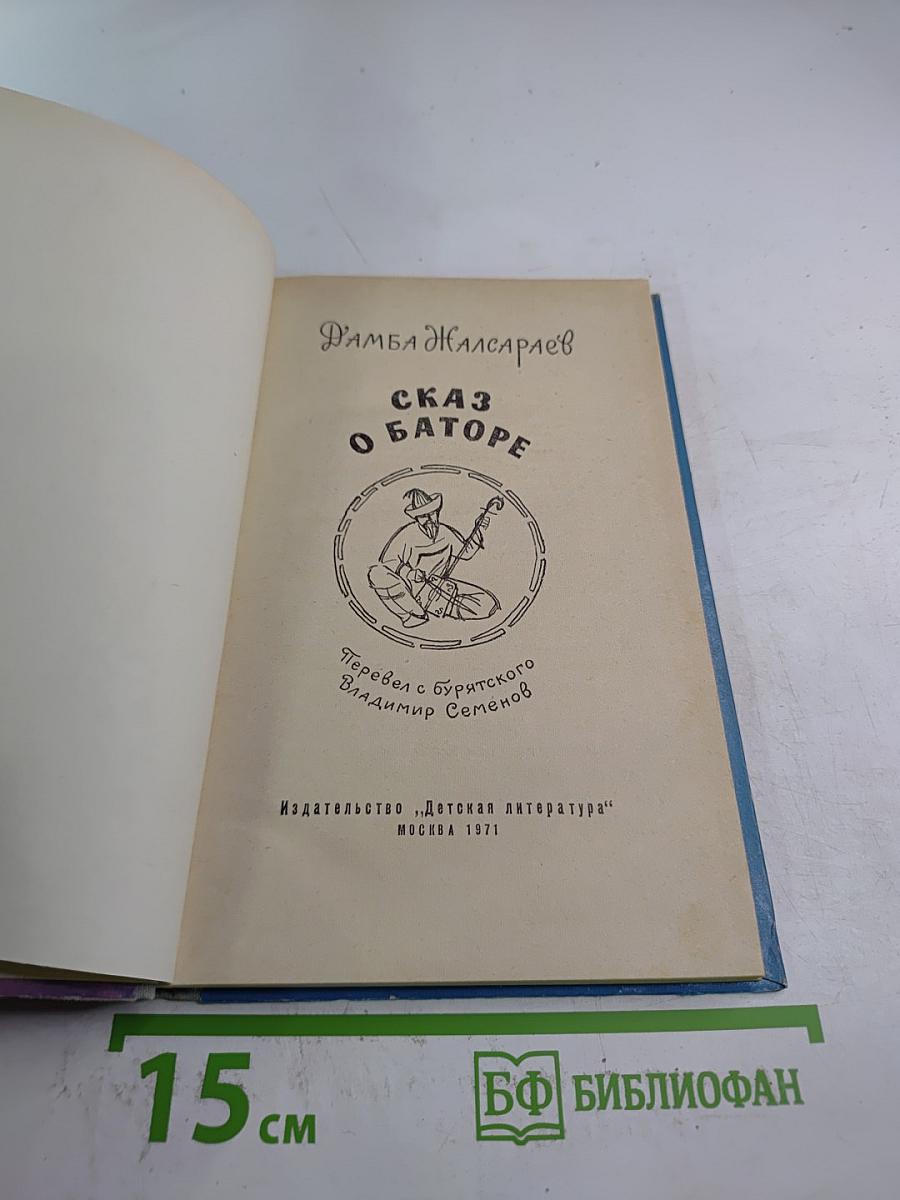 Дамба Жалсараев
СКАЗ
О БАТОРЕ
Перевел с бурятского
Владимир Семенов
Издательство „Детская литература“
МОСКВА 1971
15 см
БФ БИБЛИОФАН